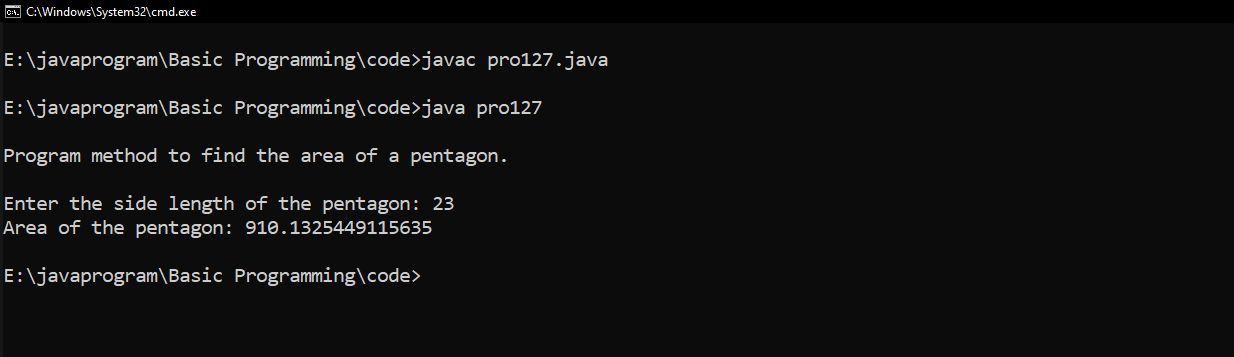 C:\Windows\System32\cmd.exe
E:\javaprogram\Basic Programming\code>javac pro127.java
E:\javaprogram\Basic Programming\code>java pro127
Program method to find the area of a pentagon.
Enter the side length of the pentagon: 23
Area of the pentagon: 910.1325449115635
E:\javaprogram\Basic Programming\code>